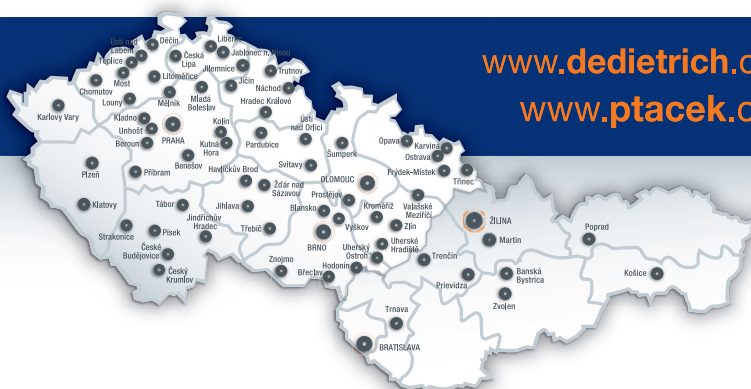 www.dedietrich.c
www.ptacek.c
Děčín
Ústí nad
Labem
Liberec
Jablonec n. Nisou
Teplice
Česká
Lípa
Jilemnice
Trutnov
Most
Litoměřice
Jičín
Chomutov
Náchod
Louny
Mělník
Mladá
Boleslav
Hradec Králové
Karlovy Vary
Kladno
Kolín
Ústí
nad Orlicí
Unhošť
PRAHA
Opava
Karviná
Beroun
Kutná
Hora
Pardubice
Šumperk
Ostrava
Plzeň
Příbram
Benešov
Svitavy
Frýdek–Místek
Třinec
Havlíčkův Brod
OLOMOUC
Žďár nad
Sázavou
Prostějov
Kroměříž
Valašské
Meziříčí
Klatovy
Tábor
Jindřichův
Hradec
Jihlava
Blansko
ŽILINA
Strakonice
Písek
Třebíč
Vyškov
Zlín
Martin
Poprad
České
Budějovice
BRNO
Uherský
Ostroh
Uherské
Hradiště
Trenčín
Český
Krumlov
Znojmo
Hodonín
Břeclav
Prievidza
Banská
Bystrica
Košice
Zvolen
Trnava
BRATISLAVA